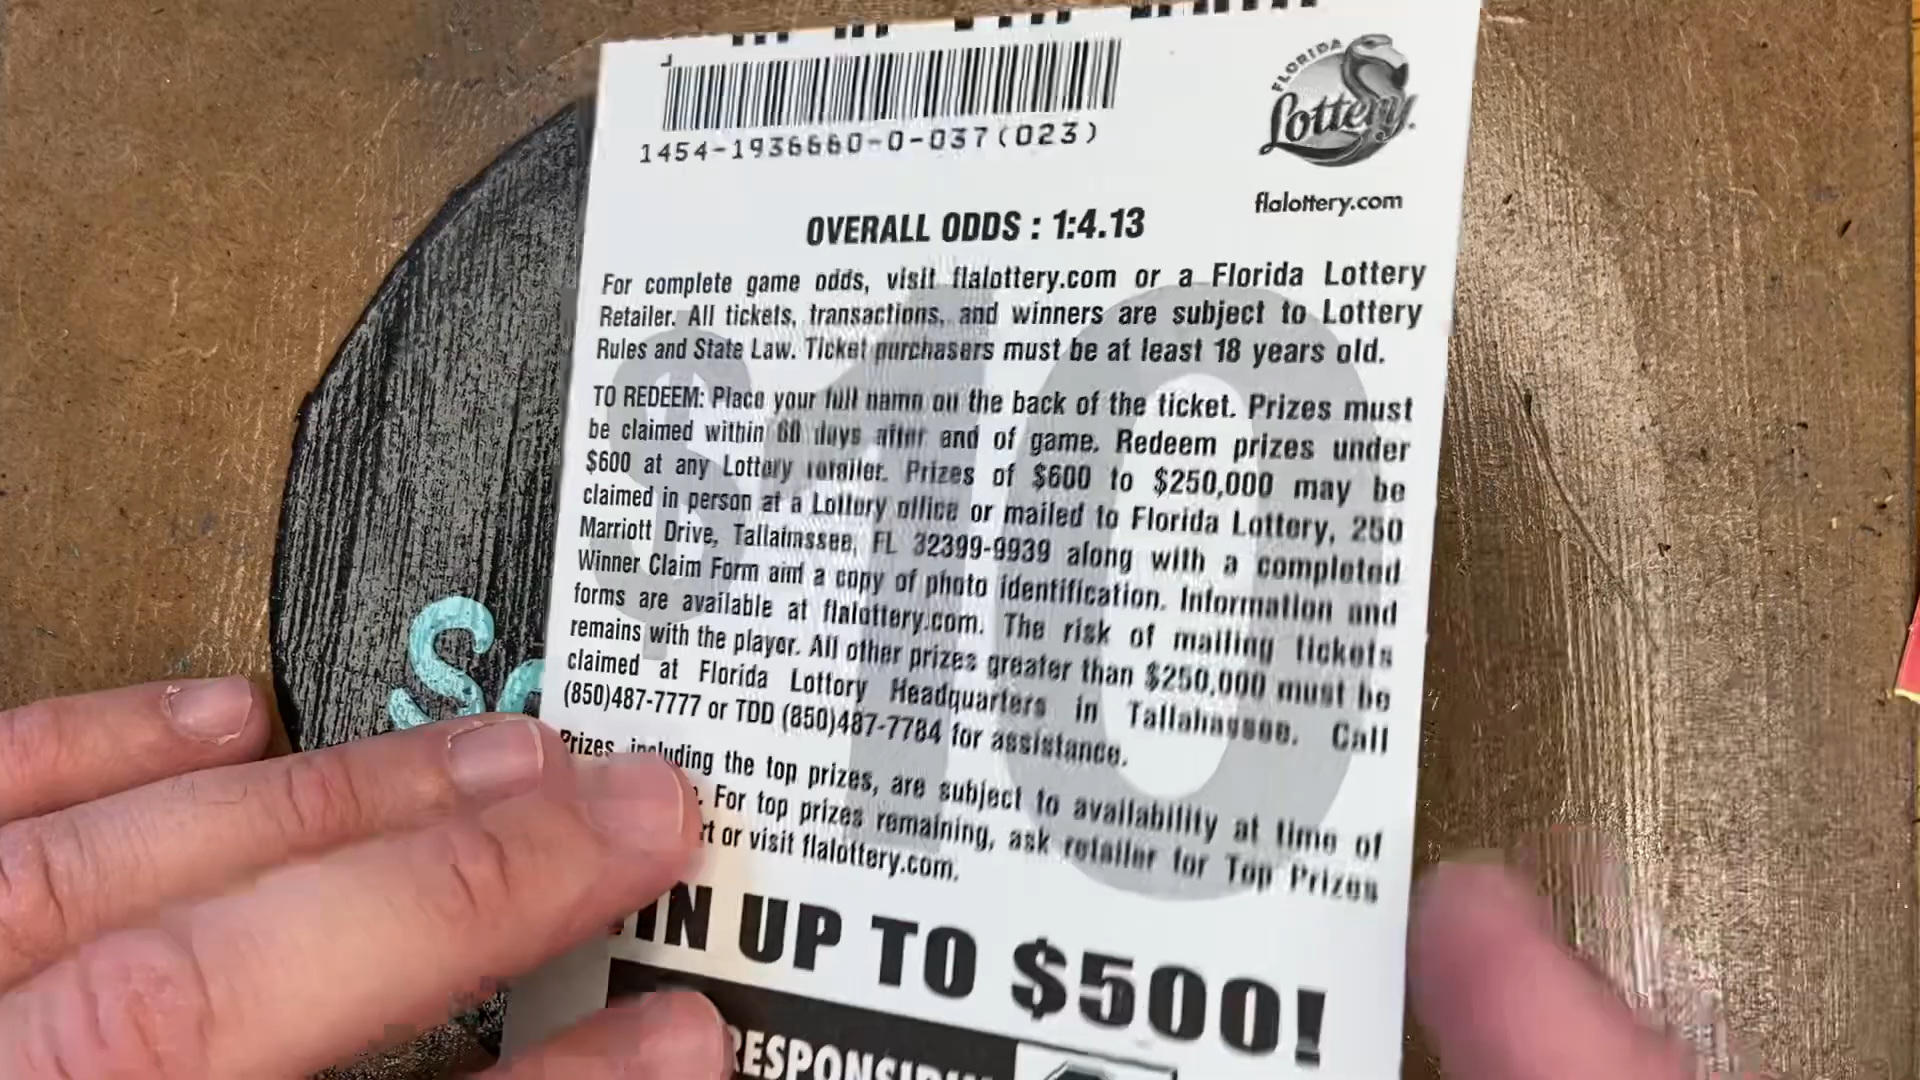 1454-1936660-0-037(023)
FLORIDA
Lottery.
flalottery.com
OVERALL ODDS : 1:4.13
For complete game odds, visit flalottery.com or a Florida Lottery
Retailer. All tickets, transactions, and winners are subject to Lottery
Rules and State Law. Ticket purchasers must be at least 18 years old.
TO REDEEM: Place your full name on the back of the ticket. Prizes must
be claimed within 60 days after end of game. Redeem prizes under
$600 at any Lottery retailer. Prizes of $600 to $250,000 may be
claimed in person at a Lottery office or mailed to Florida Lottery, 250
Marriott Drive, Tallahassee, FL 32399-9939 along with a completed
Winner Claim Form and a copy of photo identification. Information and
forms are available at flalottery.com. The risk of mailing tickets
remains with the player. All other prizes greater than $250,000 must be
claimed at Florida Lottery Headquarters in Tallahassee. Call
(850)487-7777 or TDD (850)487-7784 for assistance.
Prizes, including the top prizes, are subject to availability at time of
. For top prizes remaining, ask retailer for Top Prizes
or visit flalottery.com.
$10
IN UP TO $500!